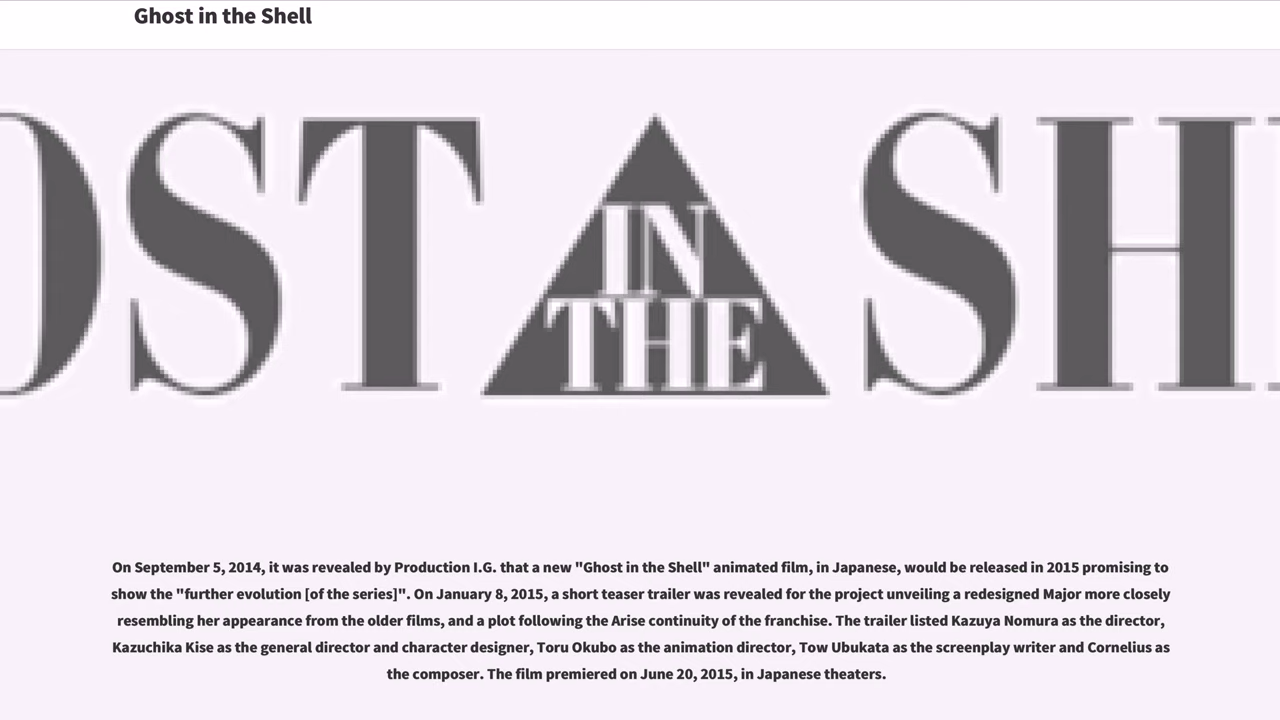 Ghost in the Shell
OST IN THE SH
On September 5, 2014, it was revealed by Production I.G. that a new "Ghost in the Shell" animated film, in Japanese, would be released in 2015 promising to
show the "further evolution [of the series]". On January 8, 2015, a short teaser trailer was revealed for the project unveiling a redesigned Major more closely
resembling her appearance from the older films, and a plot following the Arise continuity of the franchise. The trailer listed Kazuya Nomura as the director,
Kazuchika Kise as the general director and character designer, Toru Okubo as the animation director, Tow Ubukata as the screenplay writer and Cornelius as
the composer. The film premiered on June 20, 2015, in Japanese theaters.